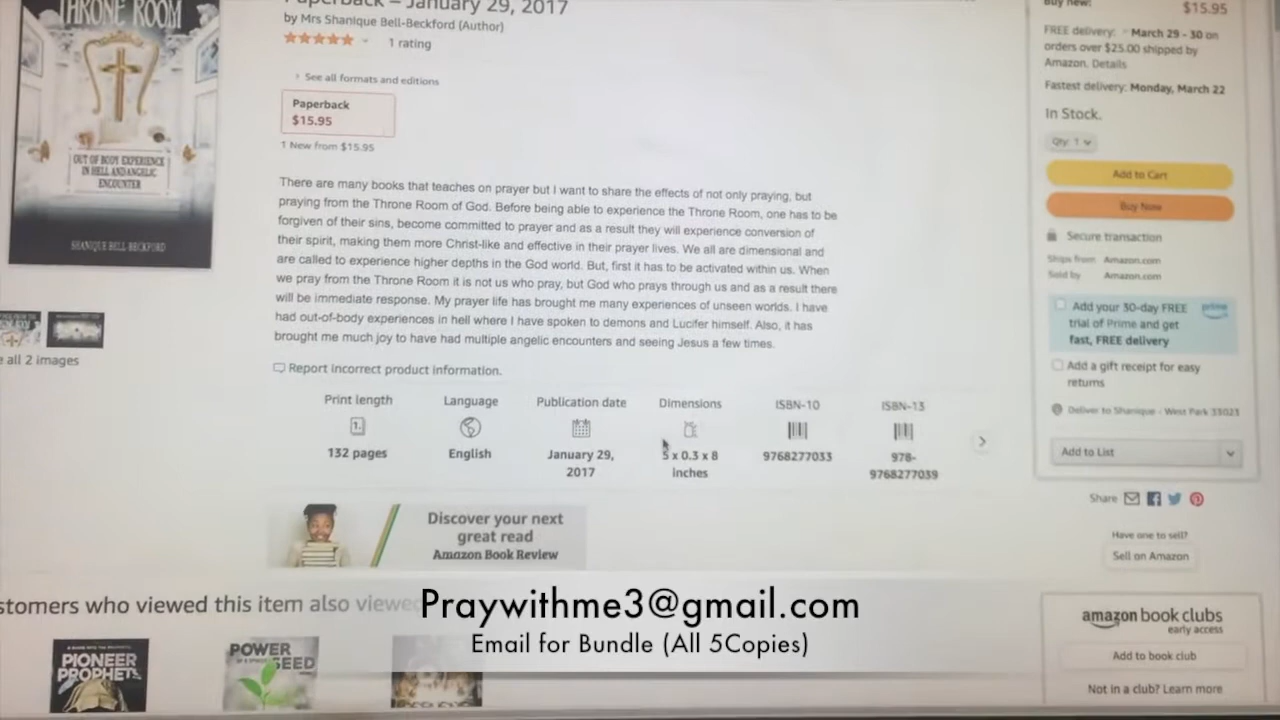 THRONE ROOM
OUT OF BODY EXPERIENCE
IN HELL AND ANGELIC
ENCOUNTER
SHANIQUE BELL-BECKFORD
all 2 images
Paperback – January 29, 2017
by Mrs Shanique Bell-Beckford (Author)
1 rating
See all formats and editions
Paperback
$15.95
1 New from $15.95
There are many books that teaches on prayer but I want to share the effects of not only praying, but
praying from the Throne Room of God. Before being able to experience the Throne Room, one has to be
forgiven of their sins, become committed to prayer and as a result they will experience conversion of
their spirit, making them more Christ-like and effective in their prayer lives. We all are dimensional and
are called to experience higher depths in the God world. But, first it has to be activated within us. When
we pray from the Throne Room it is not us who pray, but God who prays through us and as a result there
will be immediate response. My prayer life has brought me many experiences of unseen worlds. I have
had out-of-body experiences in hell where I have spoken to demons and Lucifer himself. Also, it has
brought me much joy to have had multiple angelic encounters and seeing Jesus a few times.
Report incorrect product information.
Print length
132 pages
Language
English
Publication date
January 29,
2017
Dimensions
5 x 0.3 x 8
inches
ISBN-10
9768277033
ISBN-13
978-
9768277039
Discover your next
great read
Amazon Book Review
stomers who viewed this item also viewed
PIONEER
PROPHETS
POWER
SEED
Buy new:
$15.95
FREE delivery: March 29 - 30 on
orders over $25.00 shipped by
Amazon. Details
Fastest delivery: Monday, March 22
In Stock.
Qty: 1
Add to Cart
Buy Now
Secure transaction
Ships from Amazon.com
Sold by Amazon.com
Add your 30-day FREE
trial of Prime and get
fast, FREE delivery
prime
Add a gift receipt for easy
returns
Deliver to Shanique - West Park 33023
Add to List
Share
Have one to sell?
Sell on Amazon
amazon book clubs
early access
Add to book club
Not in a club? Learn more
Praywithme3@gmail.com
Email for Bundle (All 5Copies)